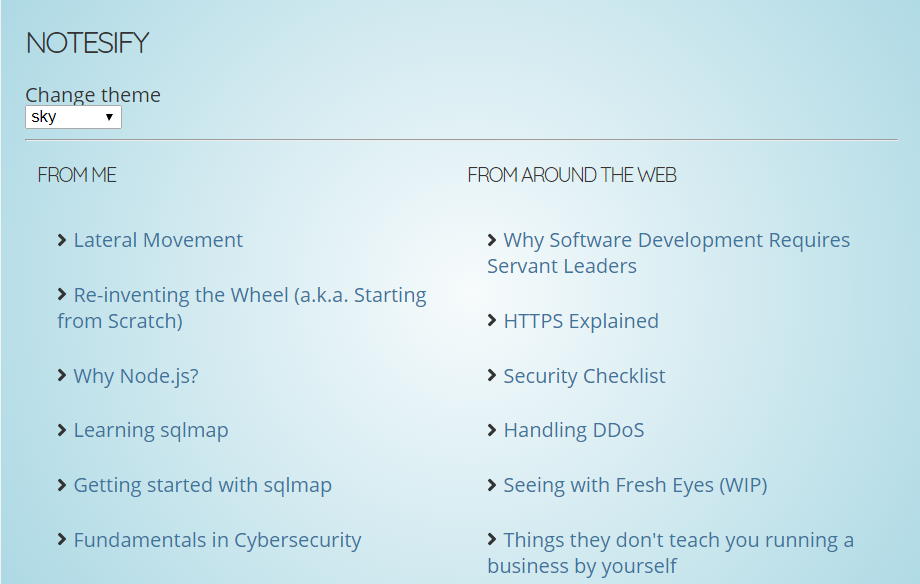 NOTESIFY
Change theme
sky
FROM ME
Lateral Movement
Re-inventing the Wheel (a.k.a. Starting
from Scratch)
Why Node.js?
Learning sqlmap
Getting started with sqlmap
Fundamentals in Cybersecurity
FROM AROUND THE WEB
Why Software Development Requires
Servant Leaders
HTTPS Explained
Security Checklist
Handling DDoS
Seeing with Fresh Eyes (WIP)
Things they don't teach you running a
business by yourself